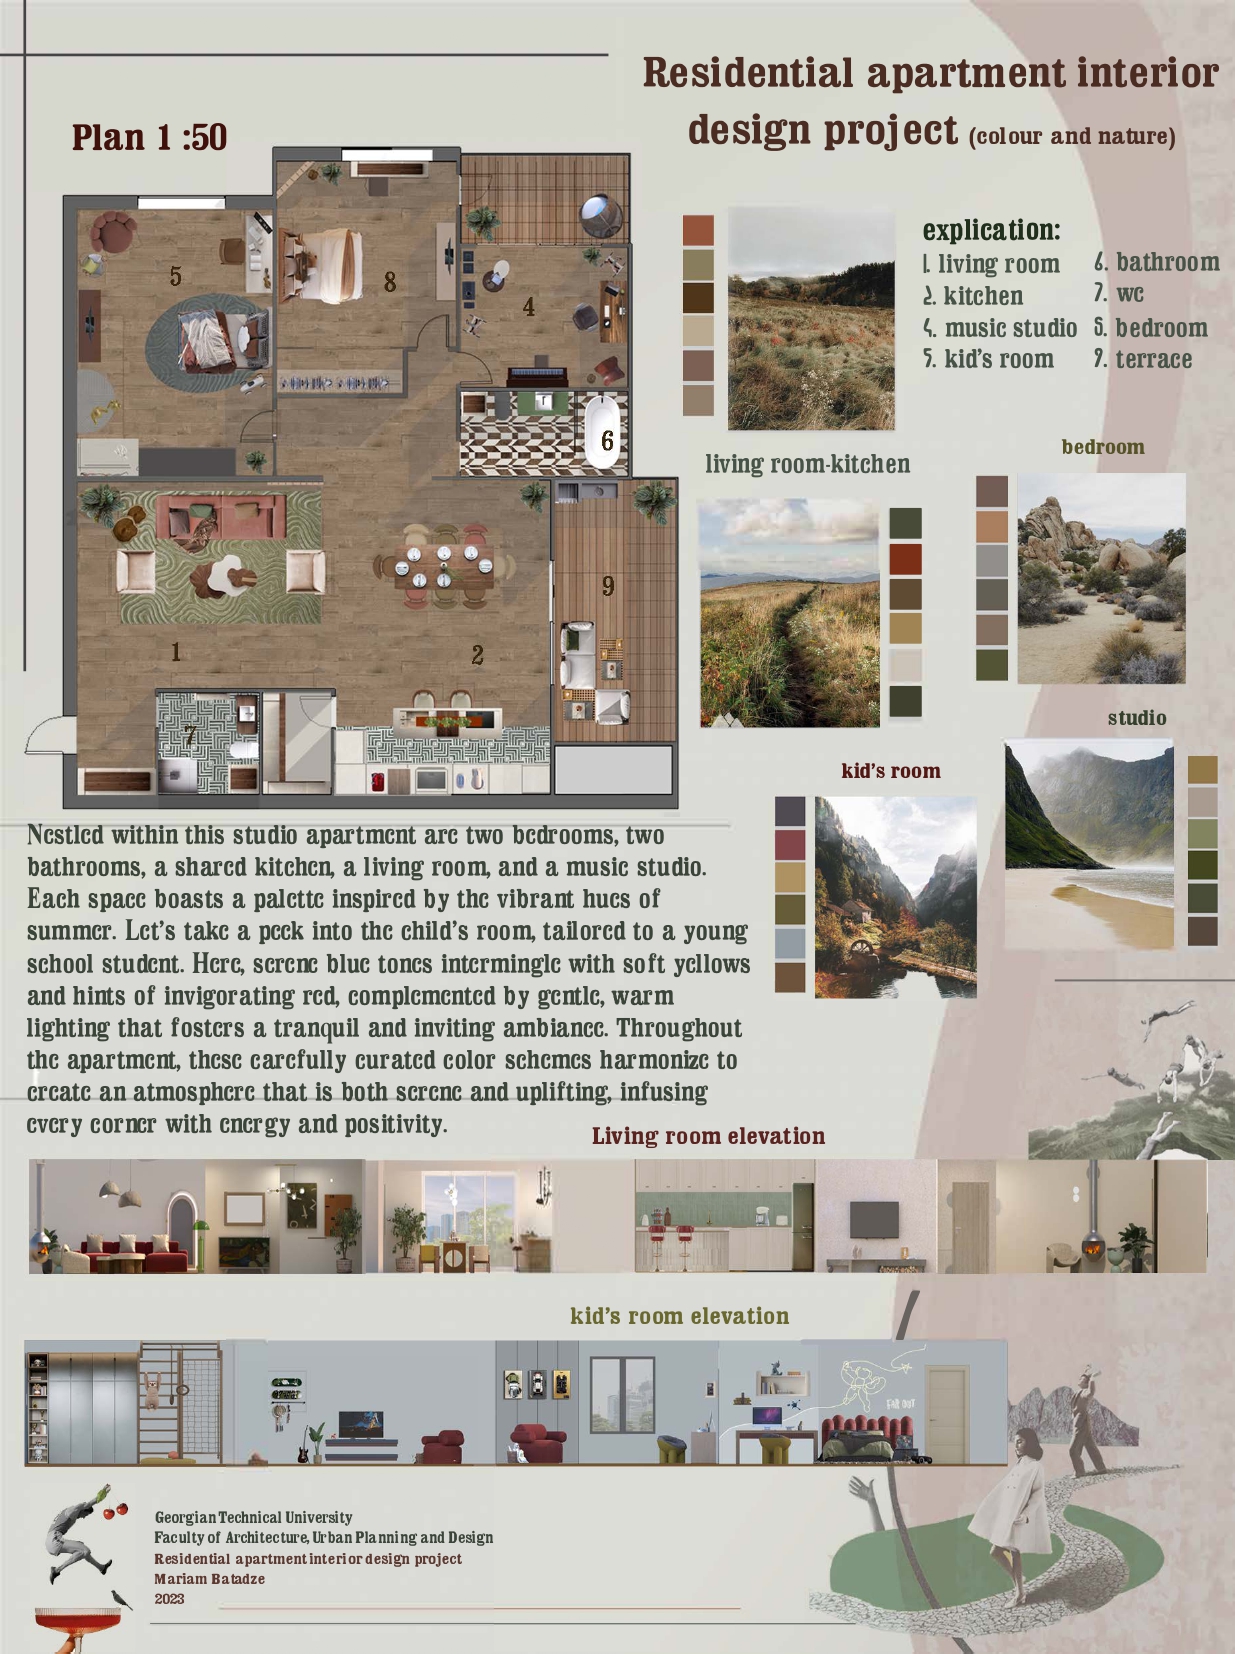 Residential apartment interior
design project (colour and nature)
Plan 1 :50
5
8
4
6
9
1
2
7
explication:
1. living room
2. kitchen
4. music studio
5. kid's room
6. bathroom
7. wc
8. bedroom
9. terrace
living room-kitchen
bedroom
studio
kid's room
Nestled within this studio apartment are two bedrooms, two
bathrooms, a shared kitchen, a living room, and a music studio.
Each space boasts a palette inspired by the vibrant hues of
summer. Let's take a peek into the child's room, tailored to a young
school student. Here, serene blue tones intermingle with soft yellows
and hints of invigorating red, complemented by gentle, warm
lighting that fosters a tranquil and inviting ambiance. Throughout
the apartment, these carefully curated color schemes harmonize to
create an atmosphere that is both serene and uplifting, infusing
every corner with energy and positivity.
Living room elevation
kid's room elevation
FAR OUT
Georgian Technical University
Faculty of Architecture, Urban Planning and Design
Residential apartment interior design project
Mariam Batadze
2023